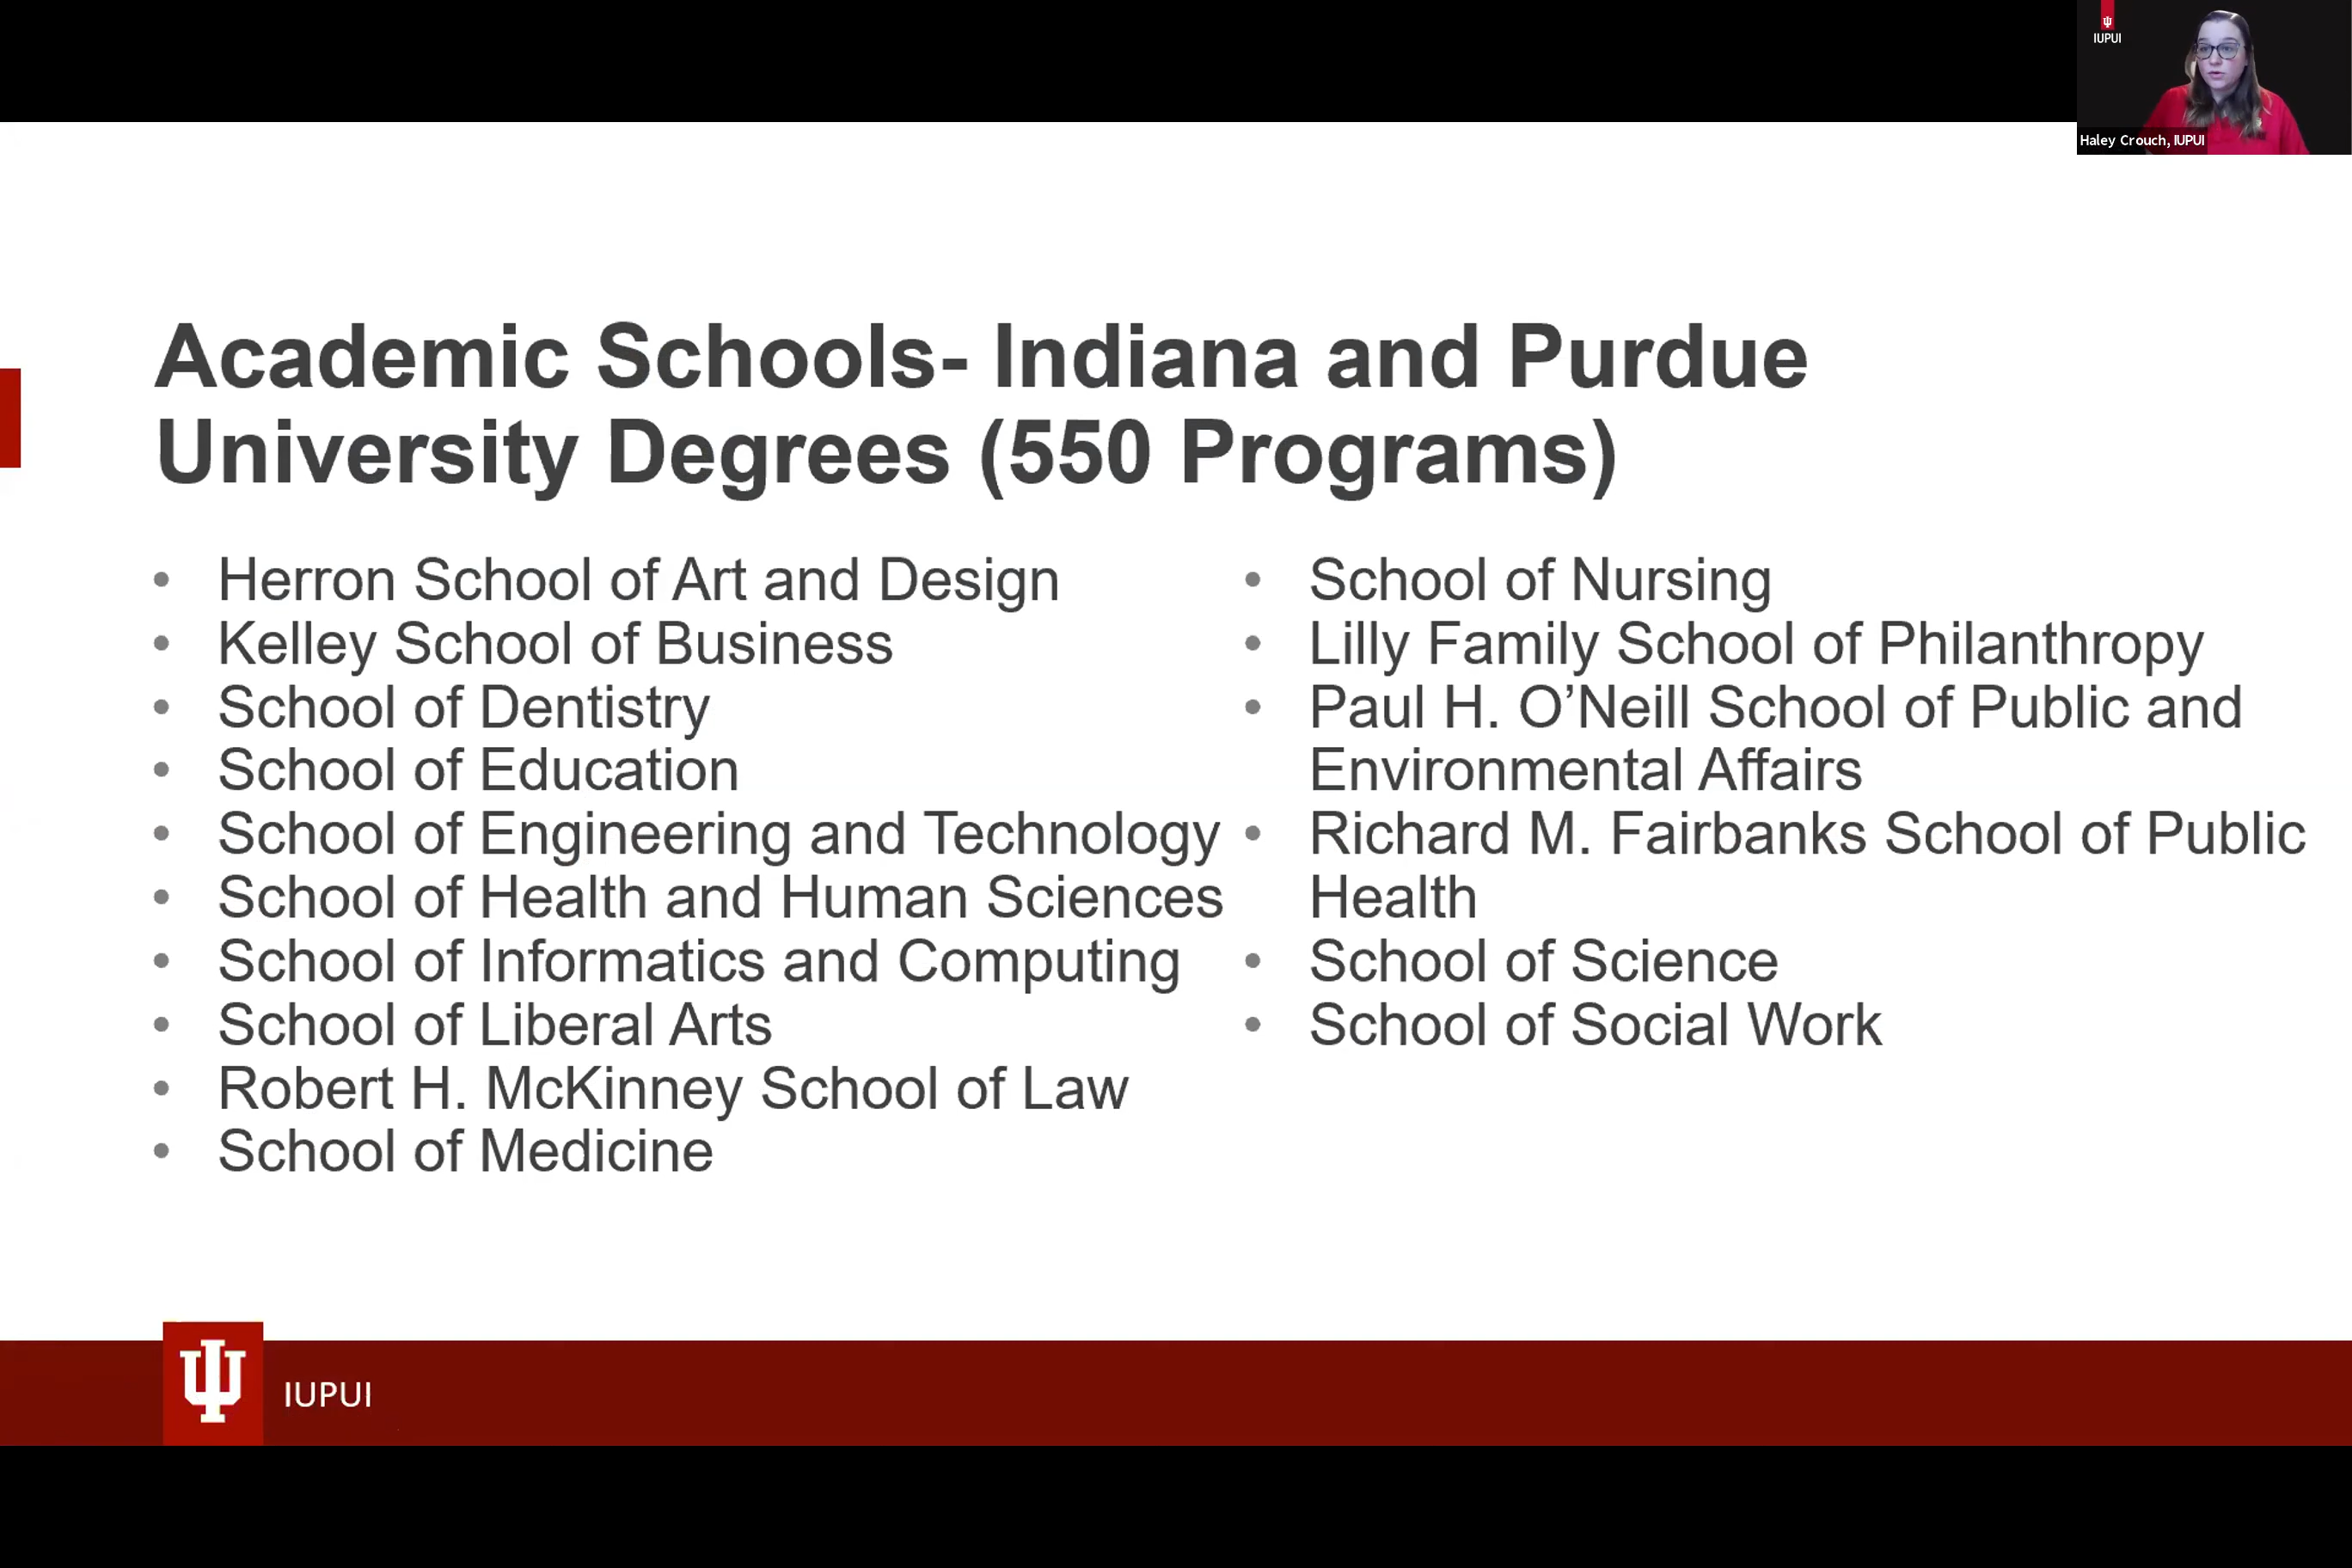 IUPUI
Haley Crouch, IUPUI
Academic Schools- Indiana and Purdue
University Degrees (550 Programs)
• Herron School of Art and Design
• Kelley School of Business
• School of Dentistry
• School of Education
• School of Engineering and Technology
• School of Health and Human Sciences
• School of Informatics and Computing
• School of Liberal Arts
• Robert H. McKinney School of Law
• School of Medicine
• School of Nursing
• Lilly Family School of Philanthropy
• Paul H. O’Neill School of Public and
Environmental Affairs
• Richard M. Fairbanks School of Public
Health
• School of Science
• School of Social Work
IUPUI